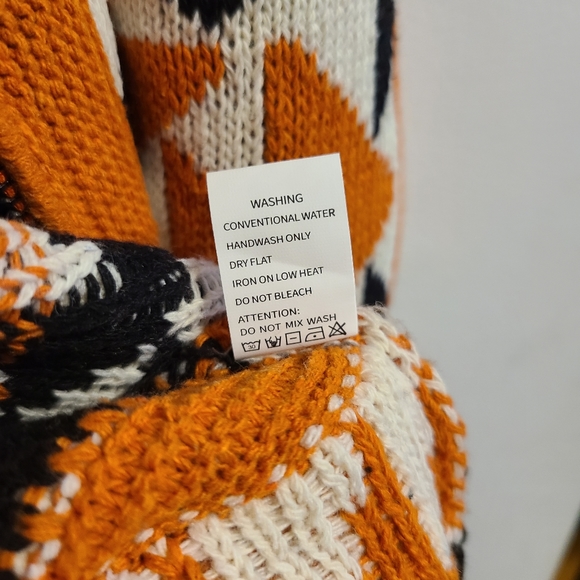 WASHING
CONVENTIONAL WATER
HANDWASH ONLY
DRY FLAT
IRON ON LOW HEAT
DO NOT BLEACH
ATTENTION:
DO NOT MIX WASH
30